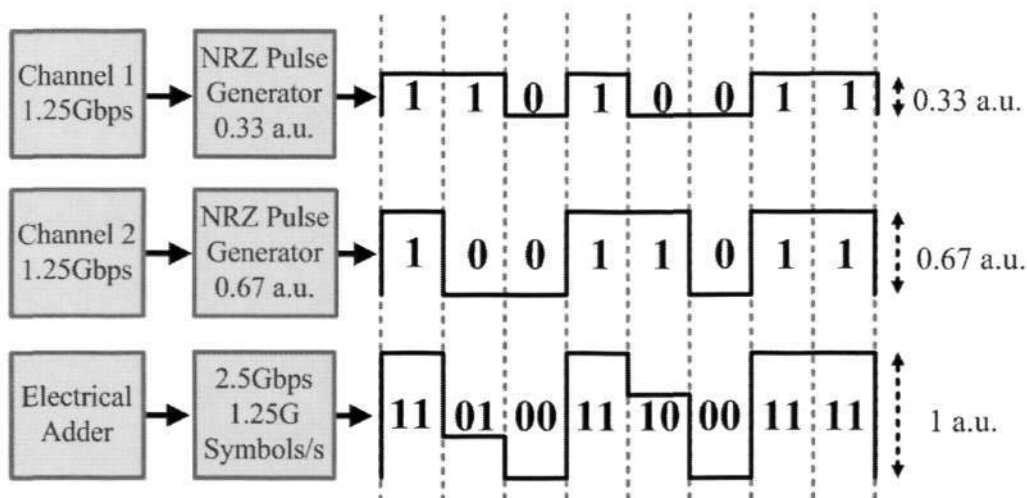 Channel 1
1.25Gbps
NRZ Pulse
Generator
0.33 a.u.
1 1 0 1 0 0 1 1
0.33 a.u.
Channel 2
1.25Gbps
NRZ Pulse
Generator
0.67 a.u.
1 0 0 1 1 0 1 1
0.67 a.u.
Electrical
Adder
2.5Gbps
1.25G
Symbols/s
11 01 00 11 10 00 11 11
1 a.u.